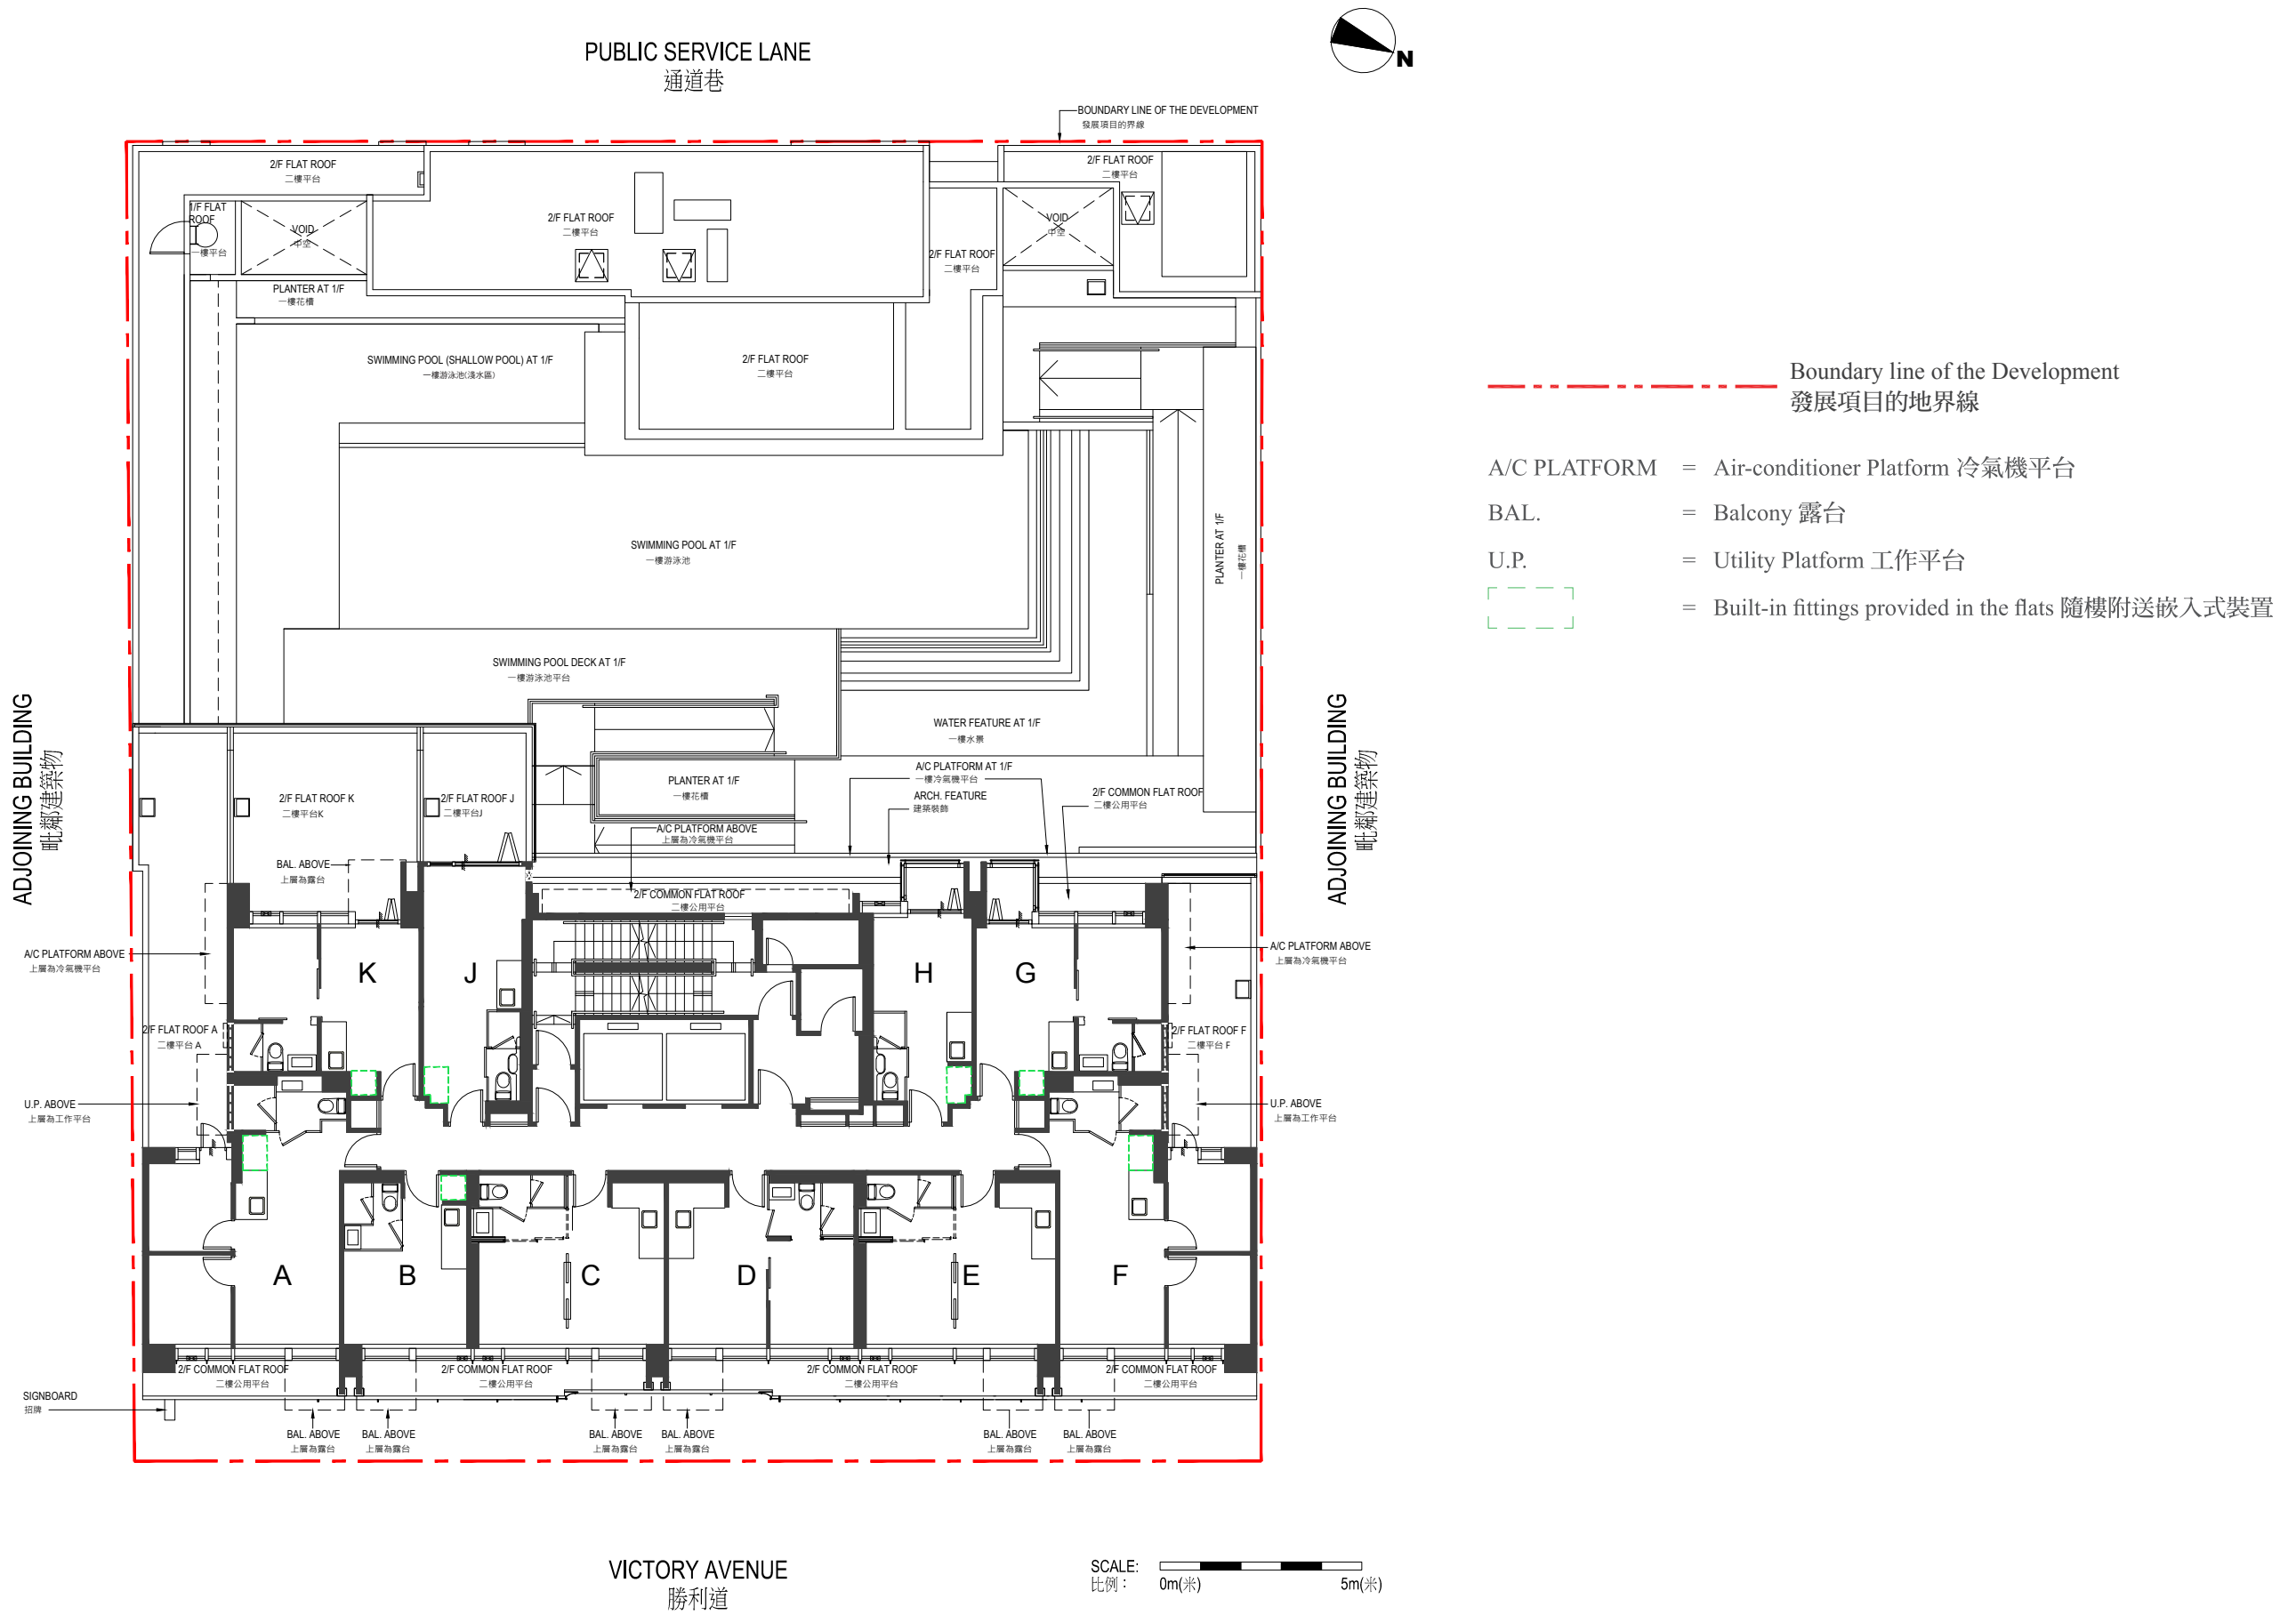 PUBLIC SERVICE LANE
通道巷
N
BOUNDARY LINE OF THE DEVELOPMENT
發展項目的界線
2/F FLAT ROOF
二樓平台
2/F FLAT ROOF
二樓平台
1/F FLAT
ROOF
一樓平台
VOID
中空
2/F FLAT ROOF
二樓平台
VOID
中空
2/F FLAT ROOF
二樓平台
PLANTER AT 1/F
一樓花槽
SWIMMING POOL (SHALLOW POOL) AT 1/F
一樓游泳池(淺水區)
2/F FLAT ROOF
二樓平台
Boundary line of the Development
發展項目的地界線
A/C PLATFORM = Air-conditioner Platform 冷氣機平台
BAL. = Balcony 露台
U.P. = Utility Platform 工作平台
= Built-in fittings provided in the flats 隨樓附送嵌入式裝置
SWIMMING POOL AT 1/F
一樓游泳池
PLANTER AT 1/F
一樓花槽
SWIMMING POOL DECK AT 1/F
一樓游泳池平台
WATER FEATURE AT 1/F
一樓水景
ADJOINING BUILDING
毗鄰建築物
ADJOINING BUILDING
毗鄰建築物
A/C PLATFORM AT 1/F
一樓冷氣機平台
ARCH. FEATURE
建築裝飾
PLANTER AT 1/F
一樓花槽
2/F COMMON FLAT ROOF
二樓公用平台
2/F FLAT ROOF K
二樓平台K
2/F FLAT ROOF J
二樓平台J
A/C PLATFORM ABOVE
上層為冷氣機平台
BAL. ABOVE
上層為露台
2/F COMMON FLAT ROOF
二樓公用平台
A/C PLATFORM ABOVE
上層為冷氣機平台
A/C PLATFORM ABOVE
上層為冷氣機平台
K
J
H
G
2/F FLAT ROOF A
二樓平台 A
2/F FLAT ROOF F
二樓平台 F
U.P. ABOVE
上層為工作平台
U.P. ABOVE
上層為工作平台
A
B
C
D
E
F
2/F COMMON FLAT ROOF
二樓公用平台
2/F COMMON FLAT ROOF
二樓公用平台
2/F COMMON FLAT ROOF
二樓公用平台
2/F COMMON FLAT ROOF
二樓公用平台
SIGNBOARD
招牌
BAL. ABOVE
上層為露台
BAL. ABOVE
上層為露台
BAL. ABOVE
上層為露台
BAL. ABOVE
上層為露台
BAL. ABOVE
上層為露台
BAL. ABOVE
上層為露台
VICTORY AVENUE
勝利道
SCALE:
比例：
0m(米)
5m(米)